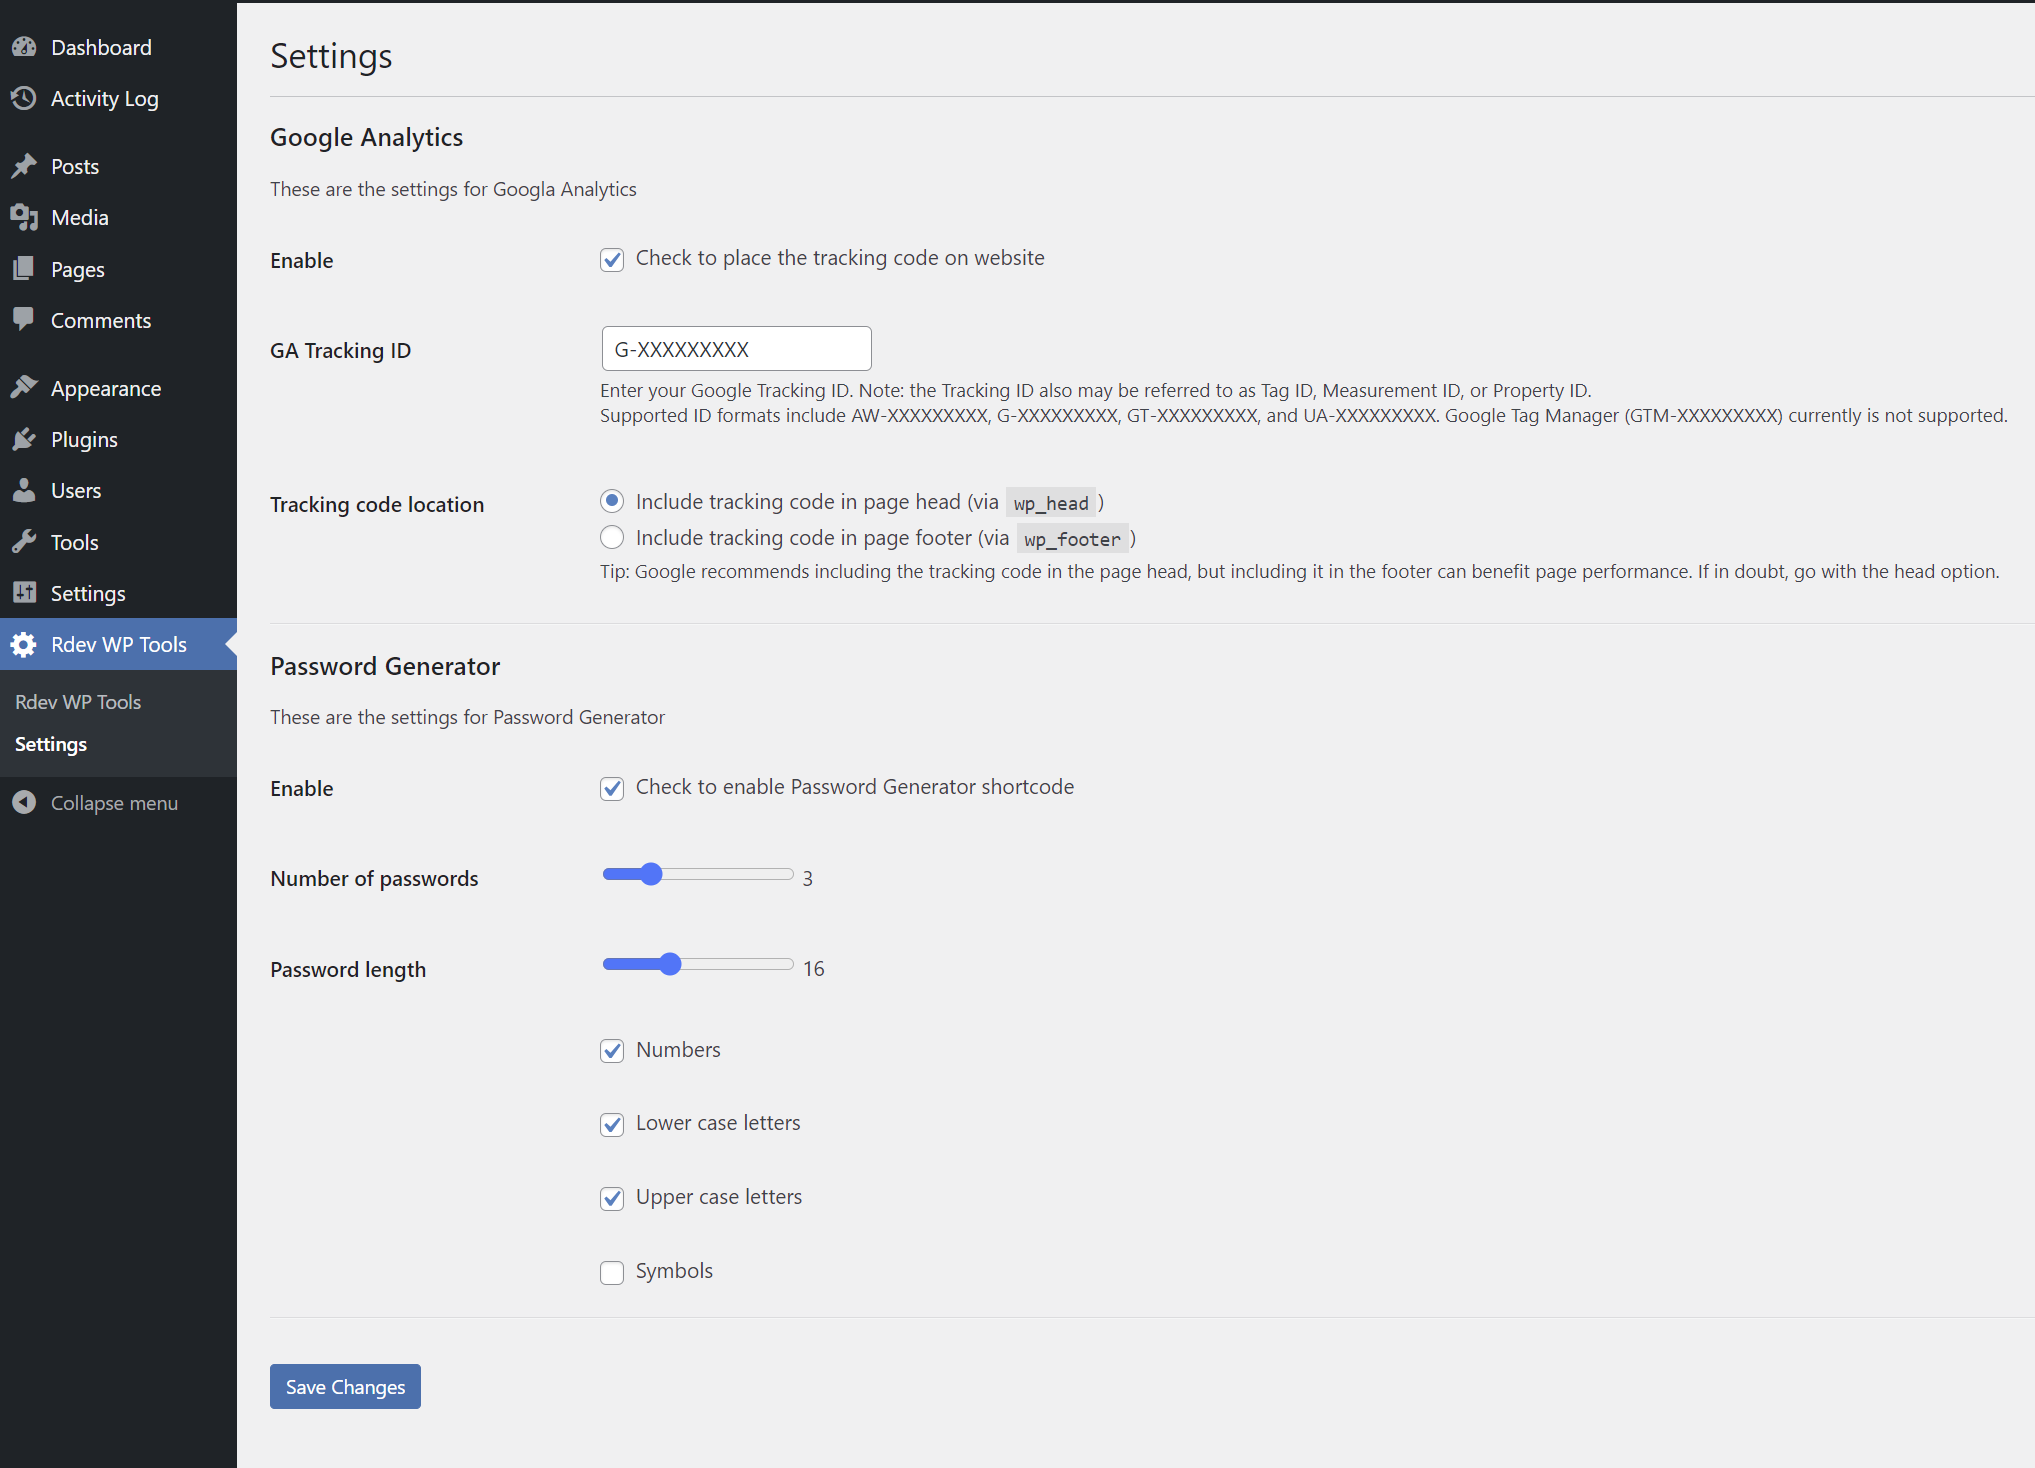 Dashboard
Activity Log
Posts
Media
Pages
Comments
Appearance
Plugins
Users
Tools
Settings
Rdev WP Tools
Rdev WP Tools
Settings
Collapse menu
Settings
Google Analytics
These are the settings for Googla Analytics
Enable
Check to place the tracking code on website
GA Tracking ID
G-XXXXXXXXX
Enter your Google Tracking ID. Note: the Tracking ID also may be referred to as Tag ID, Measurement ID, or Property ID.
Supported ID formats include AW-XXXXXXXXX, G-XXXXXXXXX, GT-XXXXXXXXX, and UA-XXXXXXXXX. Google Tag Manager (GTM-XXXXXXXXX) currently is not supported.
Tracking code location
Include tracking code in page head (via wp_head)
Include tracking code in page footer (via wp_footer)
Tip: Google recommends including the tracking code in the page head, but including it in the footer can benefit page performance. If in doubt, go with the head option.
Password Generator
These are the settings for Password Generator
Enable
Check to enable Password Generator shortcode
Number of passwords
3
Password length
16
Numbers
Lower case letters
Upper case letters
Symbols
Save Changes